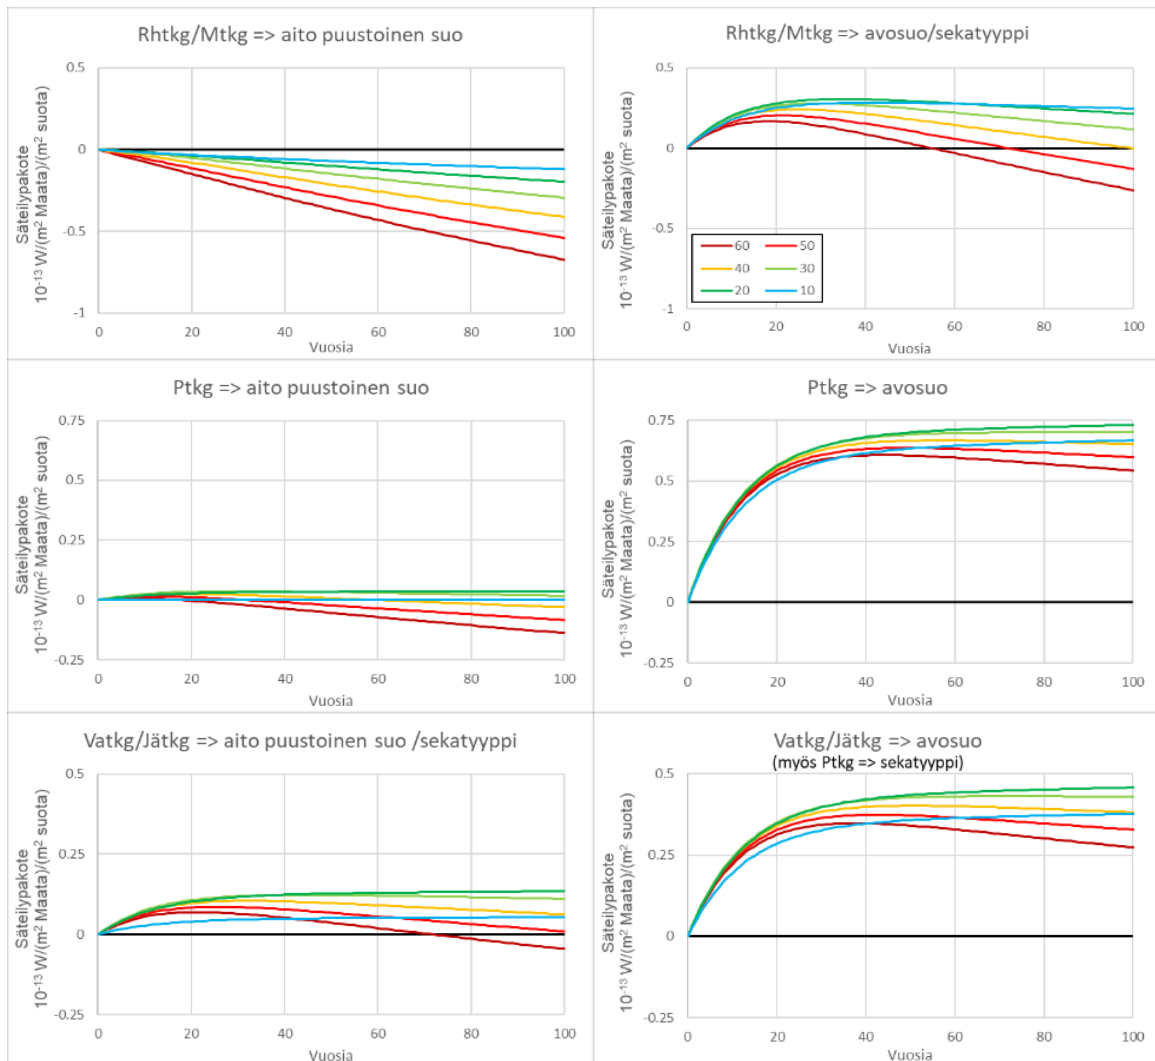 Rhtkg/Mtkg => aito puustoinen suo
Säteilypakote
10⁻¹³ W/(m² Maata)/(m² suota)
0.5
0
-0.5
-1
0 20 40 60 80 100
Vuosia
Rhtkg/Mtkg => avosuo/sekatyyppi
Säteilypakote
10⁻¹³ W/(m² Maata)/(m² suota)
0.5
0
-0.5
-1
60 50
40 30
20 10
0 20 40 60 80 100
Vuosia
Ptkg => aito puustoinen suo
Säteilypakote
10⁻¹³ W/(m² Maata)/(m² suota)
0.75
0.5
0.25
0
-0.25
0 20 40 60 80 100
Vuosia
Ptkg => avosuo
Säteilypakote
10⁻¹³ W/(m² Maata)/(m² suota)
0.75
0.5
0.25
0
-0.25
0 20 40 60 80 100
Vuosia
Vatkg/Jätkg => aito puustoinen suo /sekatyyppi
Säteilypakote
10⁻¹³ W/(m² Maata)/(m² suota)
0.5
0.25
0
-0.25
0 20 40 60 80 100
Vuosia
Vatkg/Jätkg => avosuo
(myös Ptkg => sekatyyppi)
Säteilypakote
10⁻¹³ W/(m² Maata)/(m² suota)
0.5
0.25
0
-0.25
0 20 40 60 80 100
Vuosia